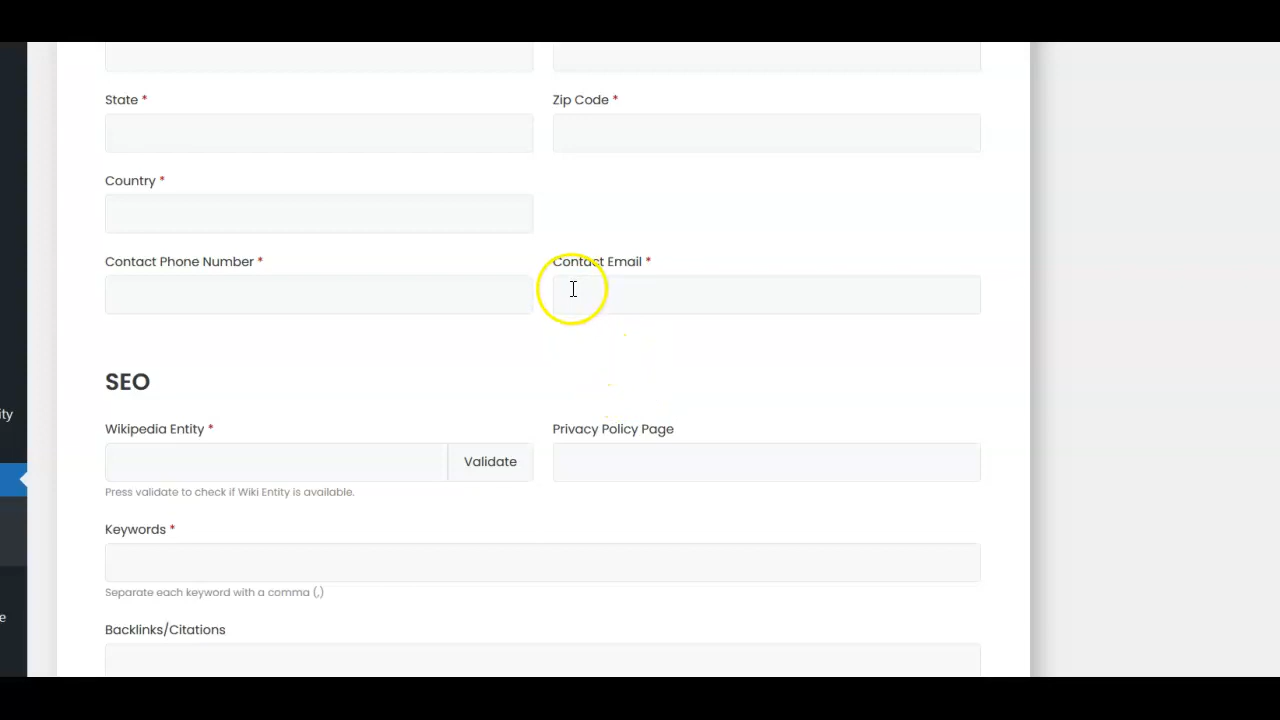 State *
Zip Code *
Country *
Contact Phone Number *
Contact Email *
SEO
Wikipedia Entity *
Privacy Policy Page
Validate
Press validate to check if Wiki Entity is available.
Keywords *
Separate each keyword with a comma (,)
Backlinks/Citations
ity
e